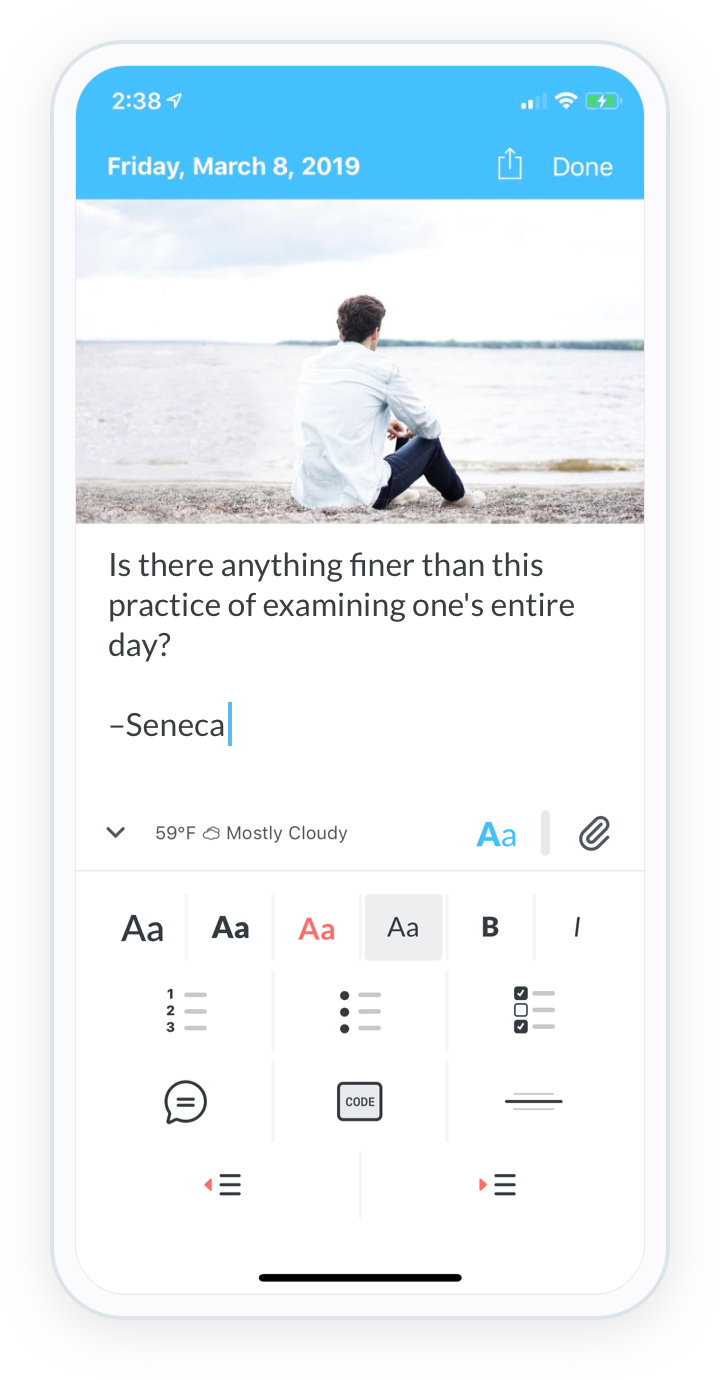 2:38
Friday, March 8, 2019
Done
Is there anything finer than this
practice of examining one's entire
day?
–Seneca
59°F Mostly Cloudy
Aa
Aa Aa Aa Aa B I
1
2
3
CODE